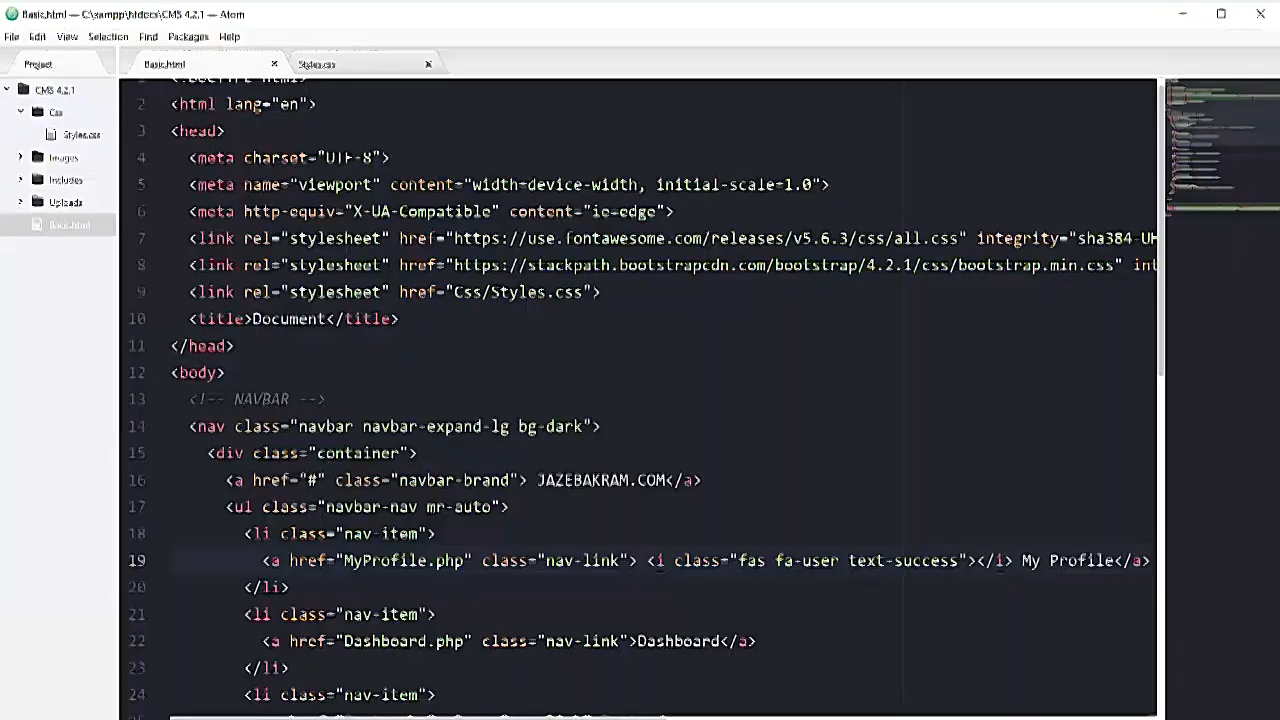 Basic.html — C:\xampp\htdocs\CMS 4.2.1 — Atom
File Edit View Selection Find Packages Help
Project
Basic.html
Styles.css
CMS 4.2.1
Css
Styles.css
Images
Includes
Uploads
Basic.html
2 <html lang="en">
3 <head>
4 <meta charset="UTF-8">
5 <meta name="viewport" content="width=device-width, initial-scale=1.0">
6 <meta http-equiv="X-UA-Compatible" content="ie=edge">
7 <link rel="stylesheet" href="https://use.fontawesome.com/releases/v5.6.3/css/all.css" integrity="sha384-UH
8 <link rel="stylesheet" href="https://stackpath.bootstrapcdn.com/bootstrap/4.2.1/css/bootstrap.min.css" int
9 <link rel="stylesheet" href="Css/Styles.css">
10 <title>Document</title>
11 </head>
12 <body>
13 <!-- NAVBAR -->
14 <nav class="navbar navbar-expand-lg bg-dark">
15 <div class="container">
16 <a href="#" class="navbar-brand"> JAZEBAKRAM.COM</a>
17 <ul class="navbar-nav mr-auto">
18 <li class="nav-item">
19 <a href="MyProfile.php" class="nav-link"> <i class="fas fa-user text-success"></i> My Profile</a>
20 </li>
21 <li class="nav-item">
22 <a href="Dashboard.php" class="nav-link">Dashboard</a>
23 </li>
24 <li class="nav-item">